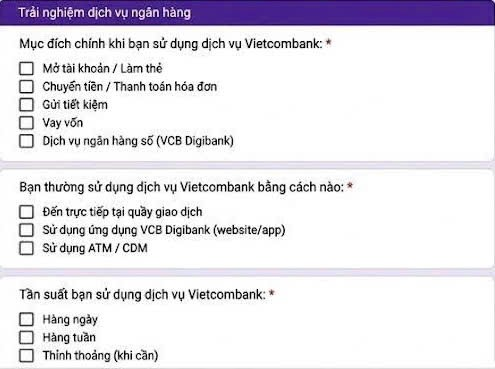 Trải nghiệm dịch vụ ngân hàng
Mục đích chính khi bạn sử dụng dịch vụ Vietcombank: *
Mở tài khoản / Làm thẻ
Chuyển tiền / Thanh toán hóa đơn
Gửi tiết kiệm
Vay vốn
Dịch vụ ngân hàng số (VCB Digibank)
Bạn thường sử dụng dịch vụ Vietcombank bằng cách nào: *
Đến trực tiếp tại quầy giao dịch
Sử dụng ứng dụng VCB Digibank (website/app)
Sử dụng ATM / CDM
Tần suất bạn sử dụng dịch vụ Vietcombank: *
Hàng ngày
Hàng tuần
Thỉnh thoảng (khi cần)